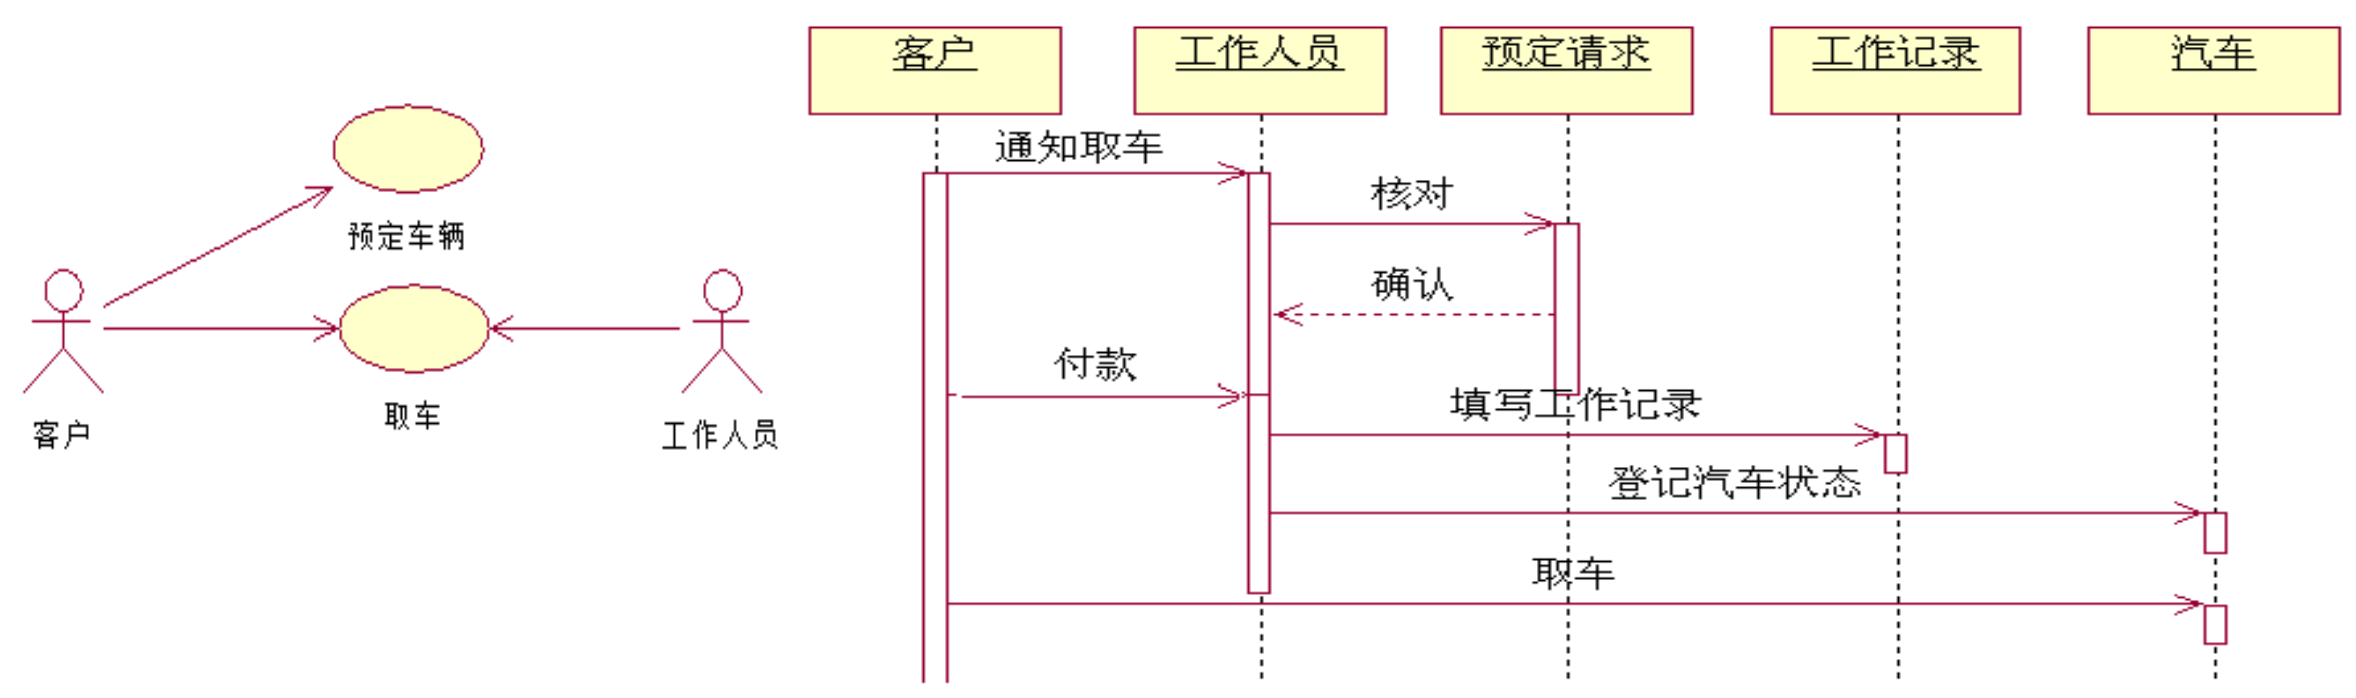 预定车辆
客户
取车
工作人员
客户
工作人员
预定请求
工作记录
汽车
通知取车
核对
确认
付款
填写工作记录
登记汽车状态
取车